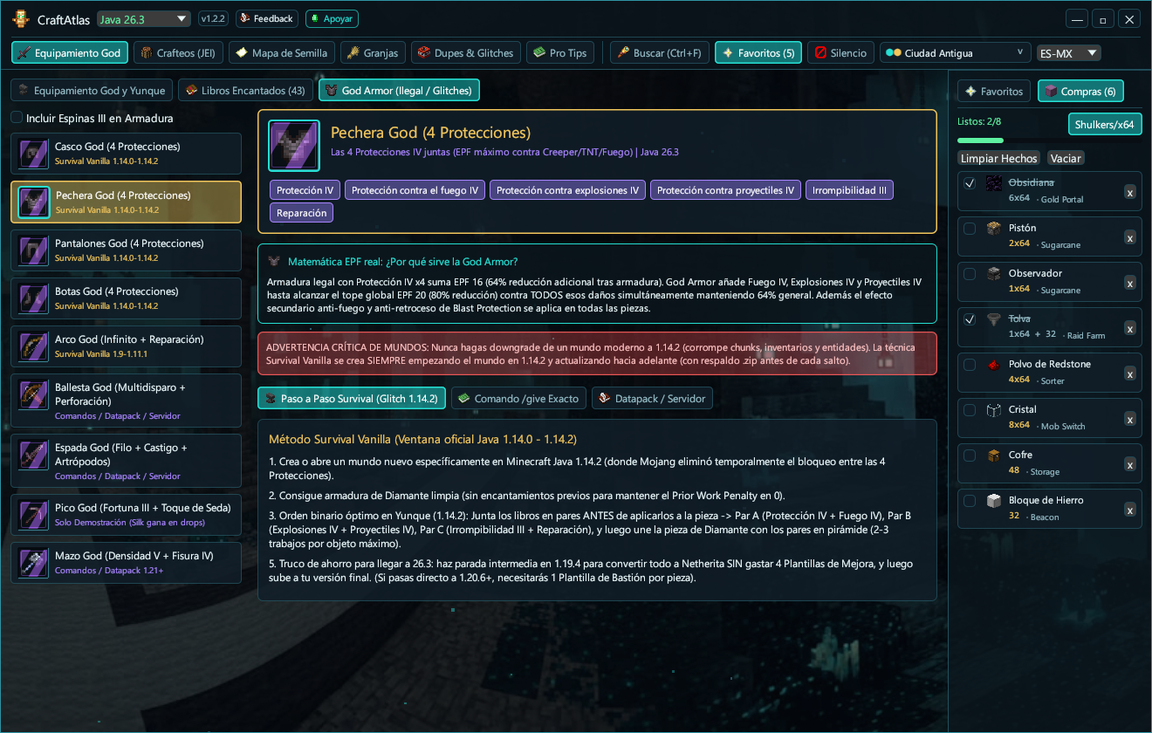 CraftAtlas
Java 26.3
v1.2.2
Feedback
Apoyar
Equipamiento God
Crafteos (JEI)
Mapa de Semilla
Granjas
Dupes & Glitches
Pro Tips
Buscar (Ctrl+F)
Favoritos (5)
Silencio
Ciudad Antigua
ES-MX
Equipamiento God y Yunque
Libros Encantados (43)
God Armor (Ilegal / Glitches)
Incluir Espinas III en Armadura
Casco God (4 Protecciones)
Survival Vanilla 1.14.0-1.14.2
Pechera God (4 Protecciones)
Survival Vanilla 1.14.0-1.14.2
Pantalones God (4 Protecciones)
Survival Vanilla 1.14.0-1.14.2
Botas God (4 Protecciones)
Survival Vanilla 1.14.0-1.14.2
Arco God (Infinito + Reparación)
Survival Vanilla 1.9-1.11.1
Ballesta God (Multidisparo +
Perforación)
Comandos / Datapack / Servidor
Espada God (Filo + Castigo +
Artrópodos)
Comandos / Datapack / Servidor
Pico God (Fortuna III + Toque de Seda)
Solo Demostración (Silk gana en drops)
Mazo God (Densidad V + Fisura IV)
Comandos / Datapack 1.21+
Pechera God (4 Protecciones)
Las 4 Protecciones IV juntas (EPF máximo contra Creeper/TNT/Fuego) | Java 26.3
Protección IV
Protección contra el fuego IV
Protección contra explosiones IV
Protección contra proyectiles IV
Irrompibilidad III
Reparación
Matemática EPF real: ¿Por qué sirve la God Armor?
Armadura legal con Protección IV x4 suma EPF 16 (64% reducción adicional tras armadura). God Armor añade Fuego IV, Explosiones IV y Proyectiles IV
hasta alcanzar el tope global EPF 20 (80% reducción) contra TODOS esos daños simultáneamente manteniendo 64% general. Además el efecto
secundario anti-fuego y anti-retroceso de Blast Protection se aplica en todas las piezas.
ADVERTENCIA CRÍTICA DE MUNDOS: Nunca hagas downgrade de un mundo moderno a 1.14.2 (corrompe chunks, inventarios y entidades). La técnica
Survival Vanilla se crea SIEMPRE empezando el mundo en 1.14.2 y actualizando hacia adelante (con respaldo .zip antes de cada salto).
Paso a Paso Survival (Glitch 1.14.2)
Comando /give Exacto
Datapack / Servidor
Método Survival Vanilla (Ventana oficial Java 1.14.0 - 1.14.2)
1. Crea o abre un mundo nuevo específicamente en Minecraft Java 1.14.2 (donde Mojang eliminó temporalmente el bloqueo entre las 4
Protecciones).
2. Consigue armadura de Diamante limpia (sin encantamientos previos para mantener el Prior Work Penalty en 0).
3. Orden binario óptimo en Yunque (1.14.2): Junta los libros en pares ANTES de aplicarlos a la pieza -> Par A (Protección IV + Fuego IV), Par B
(Explosiones IV + Proyectiles IV), Par C (Irrompibilidad III + Reparación), y luego une la pieza de Diamante con los pares en pirámide (2-3
trabajos por objeto máximo).
5. Truco de ahorro para llegar a 26.3: haz parada intermedia en 1.19.4 para convertir todo a Netherita SIN gastar 4 Plantillas de Mejora, y luego
sube a tu versión final. (Si pasas directo a 1.20.6+, necesitarás 1 Plantilla de Bastión por pieza).
Favoritos
Compras (6)
Listos: 2/8
Shulkers/x64
Limpiar Hechos
Vaciar
Obsidiana
6x64 · Gold Portal
x
Pistón
2x64 · Sugarcane
x
Observador
1x64 · Sugarcane
x
Tolva
1x64 + 32 · Raid Farm
x
Polvo de Redstone
4x64 · Sorter
x
Cristal
8x64 · Mob Switch
x
Cofre
48 · Storage
x
Bloque de Hierro
32 · Beacon
x